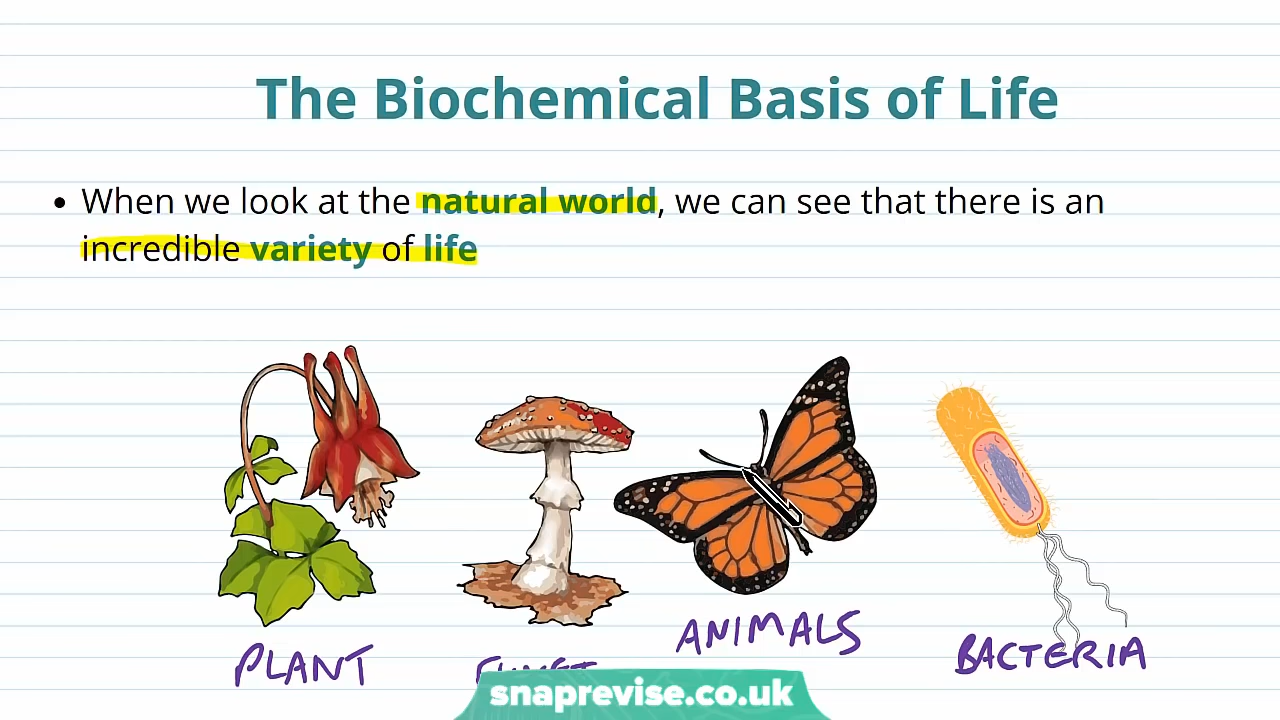 The Biochemical Basis of Life
• When we look at the natural world, we can see that there is an
incredible variety of life
PLANT
ANIMALS
BACTERIA
snaprevise.co.uk